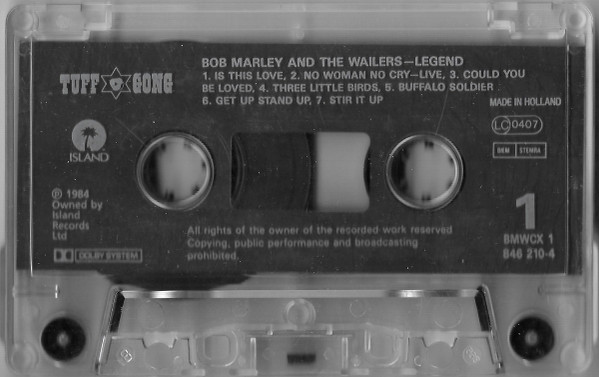 BOB MARLEY AND THE WAILERS—LEGEND
1. IS THIS LOVE, 2. NO WOMAN NO CRY—LIVE, 3. COULD YOU
BE LOVED, 4. THREE LITTLE BIRDS, 5. BUFFALO SOLDIER
6. GET UP STAND UP, 7. STIR IT UP
TUFF GONG
MADE IN HOLLAND
LC 0407
BIEM STEMRA
ISLAND
℗ 1984
Owned by
Island
Records
Ltd
DOLBY SYSTEM
All rights of the owner of the recorded work reserved
Copying, public performance and broadcasting
prohibited.
1
BMWCX 1
846 210-4